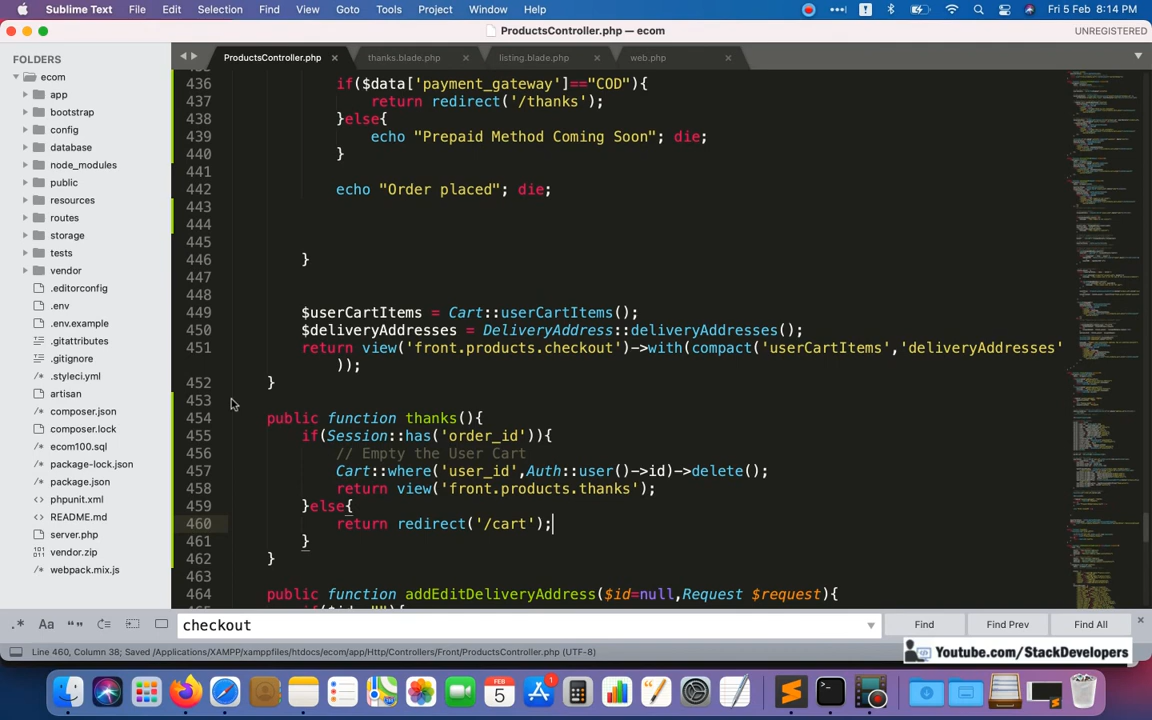 Sublime Text File Edit Selection Find View Goto Tools Project Window Help Fri 5 Feb 8:14 PM
ProductsController.php — ecom UNREGISTERED
FOLDERS
ecom
app
bootstrap
config
database
node_modules
public
resources
routes
storage
tests
vendor
.editorconfig
.env
.env.example
.gitattributes
.gitignore
.styleci.yml
artisan
composer.json
composer.lock
ecom100.sql
package-lock.json
package.json
phpunit.xml
README.md
server.php
vendor.zip
webpack.mix.js
ProductsController.php thanks.blade.php listing.blade.php web.php
436 if($data['payment_gateway']=="COD"){
437 return redirect('/thanks');
438 }else{
439 echo "Prepaid Method Coming Soon"; die;
440 }
441
442 echo "Order placed"; die;
443
444
445
446 }
447
448
449 $userCartItems = Cart::userCartItems();
450 $deliveryAddresses = DeliveryAddress::deliveryAddresses();
451 return view('front.products.checkout')->with(compact('userCartItems','deliveryAddresses'
));
452 }
453
454 public function thanks(){
455 if(Session::has('order_id')){
456 // Empty the User Cart
457 Cart::where('user_id',Auth::user()->id)->delete();
458 return view('front.products.thanks');
459 }else{
460 return redirect('/cart');
461 }
462 }
463
464 public function addEditDeliveryAddress($id=null,Request $request){
checkout Find Find Prev Find All
Line 460, Column 38; Saved /Applications/XAMPP/xamppfiles/htdocs/ecom/app/Http/Controllers/Front/ProductsController.php (UTF-8)
Youtube.com/StackDevelopers
FEB
5
1